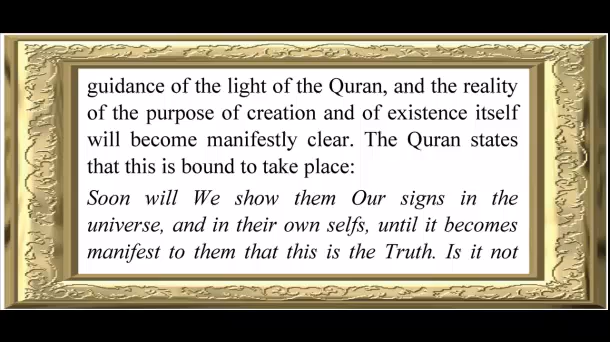 guidance of the light of the Quran, and the reality
of the purpose of creation and of existence itself
will become manifestly clear. The Quran states
that this is bound to take place:
Soon will We show them Our signs in the
universe, and in their own selfs, until it becomes
manifest to them that this is the Truth. Is it not